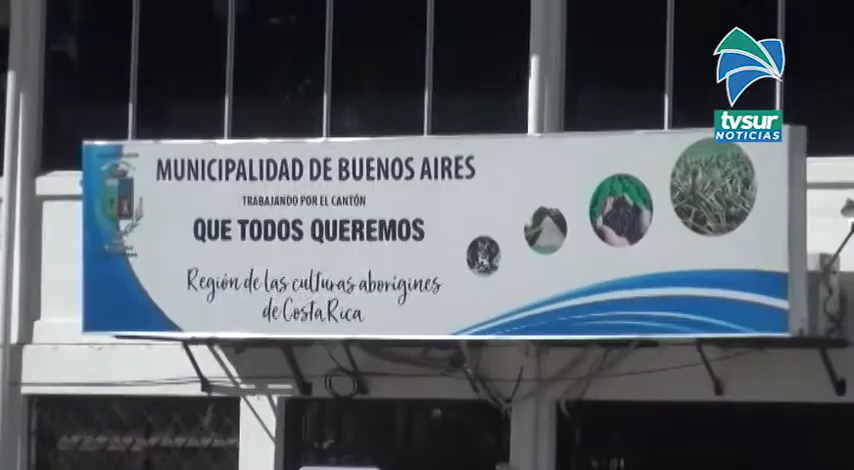 tvsur
NOTICIAS
MUNICIPALIDAD DE BUENOS AIRES
TRABAJANDO POR EL CANTÓN
QUE TODOS QUEREMOS
Región de las culturas aborígenes
de Costa Rica